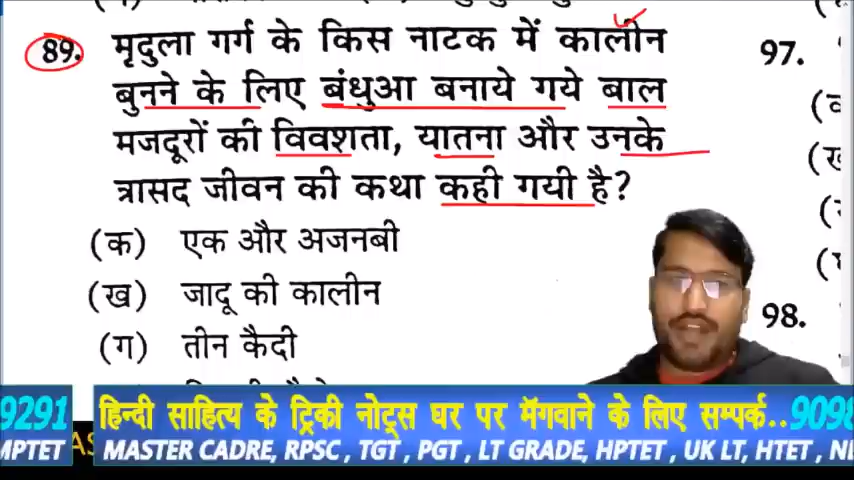 89. मृदुला गर्ग के किस नाटक में कालीन
बुनने के लिए बंधुआ बनाये गये बाल
मजदूरों की विवशता, यातना और उनके
त्रासद जीवन की कथा कही गयी है?
(क) एक और अजनबी
(ख) जादू की कालीन
(ग) तीन कैदी
97.
98.
9291 हिन्दी साहित्य के ट्रिकी नोट्स घर पर मॅगवाने के लिए सम्पर्क..9098
MPTET MASTER CADRE, RPSC , TGT , PGT , LT GRADE, HPTET , UK LT, HTET , NE